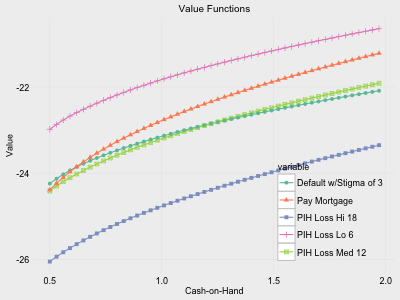 Value Functions
Value
-22
-24
-26
variable
Default w/Stigma of 3
Pay Mortgage
PIH Loss Hi 18
PIH Loss Lo 6
PIH Loss Med 12
0.5 1.0 1.5 2.0
Cash-on-Hand